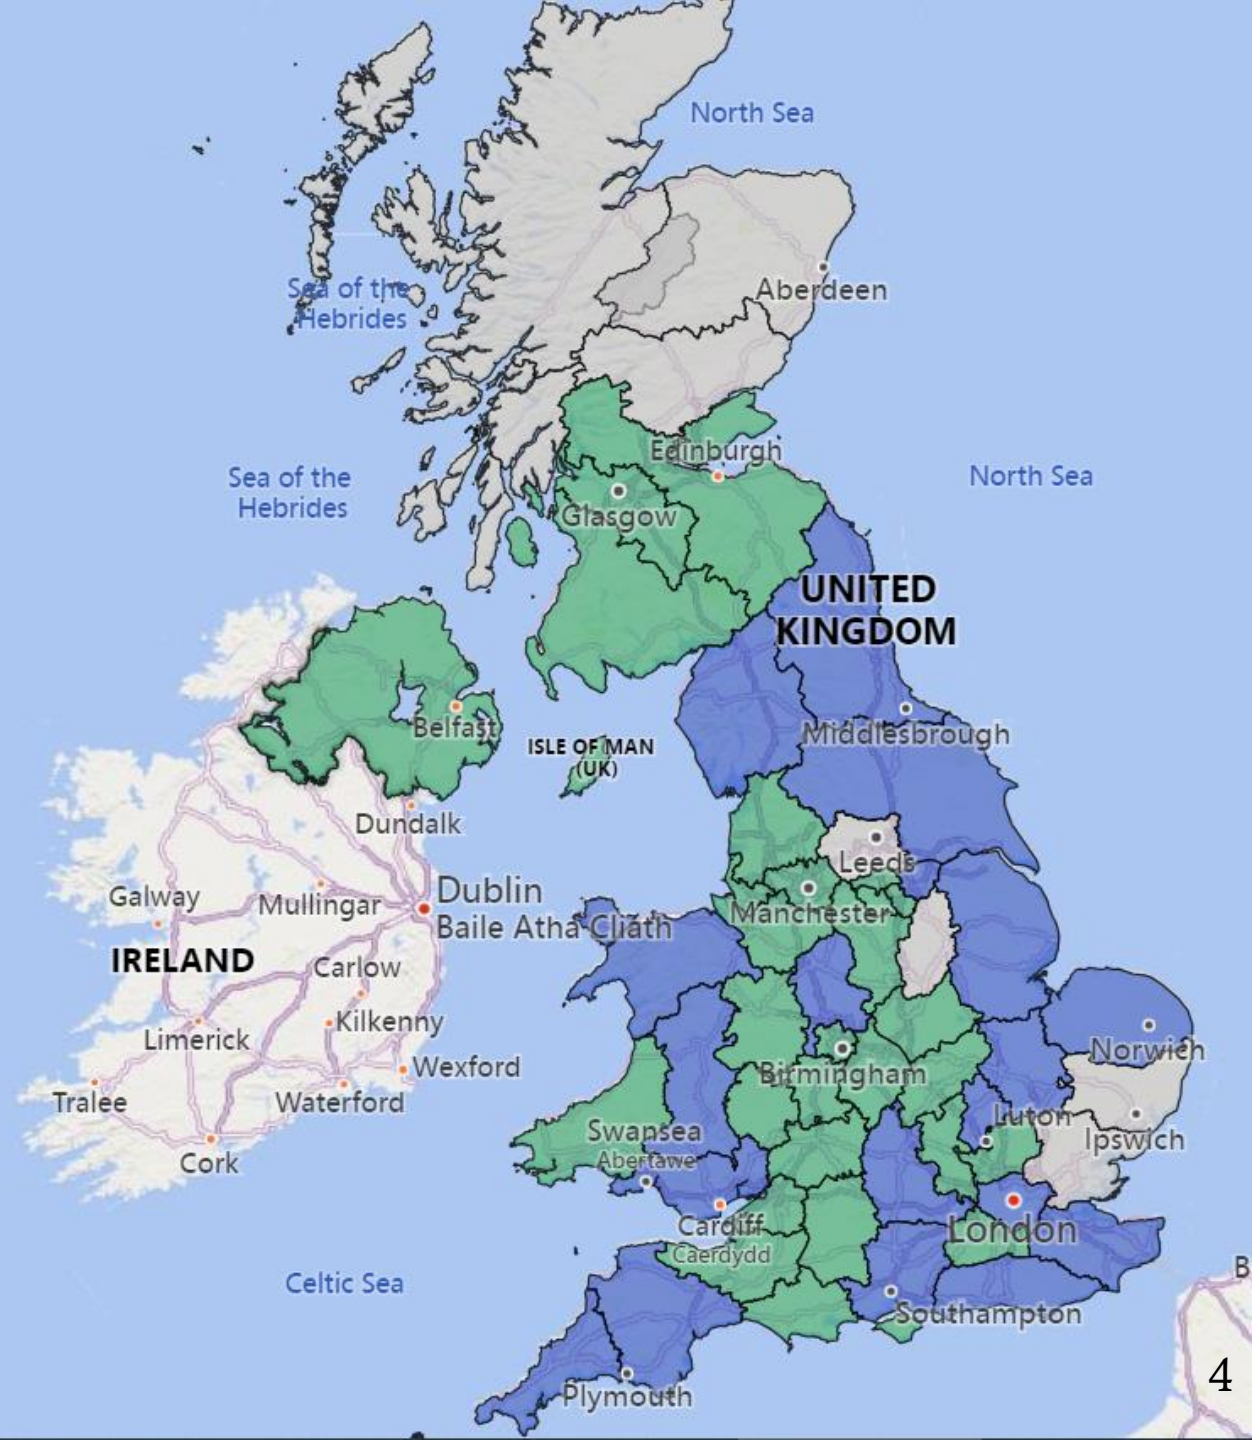 North Sea
Aberdeen
Sea of the
Hebrides
Edinburgh
Sea of the
Hebrides
North Sea
Glasgow
UNITED
KINGDOM
Belfast
ISLE OF MAN
(UK)
Middlesbrough
Dundalk
Leeds
Galway
Mullingar
Dublin
Baile Átha Cliath
Manchester
IRELAND
Carlow
Limerick
Kilkenny
Norwich
Wexford
Birmingham
Tralee
Waterford
Luton
Swansea
Abertawe
Ipswich
Cork
Cardiff
Caerdydd
London
B
Celtic Sea
Southampton
Plymouth
4